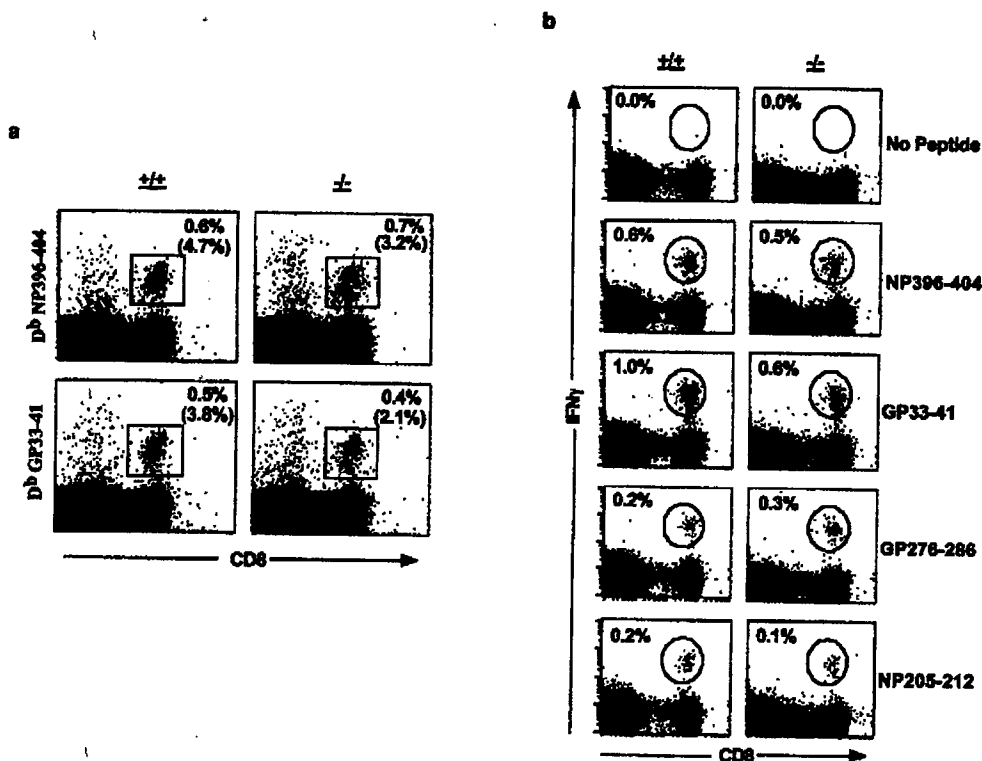 a
+/+ -/-
Dᵇ NP396-404
0.6%
(4.7%)
0.7%
(3.2%)
Dᵇ GP33-41
0.5%
(3.8%)
0.4%
(2.1%)
CD8
b
+/+ -/-
IFNγ
0.0% 0.0% No Peptide
0.6% 0.5% NP396-404
1.0% 0.6% GP33-41
0.2% 0.3% GP276-286
0.2% 0.1% NP205-212
CD8